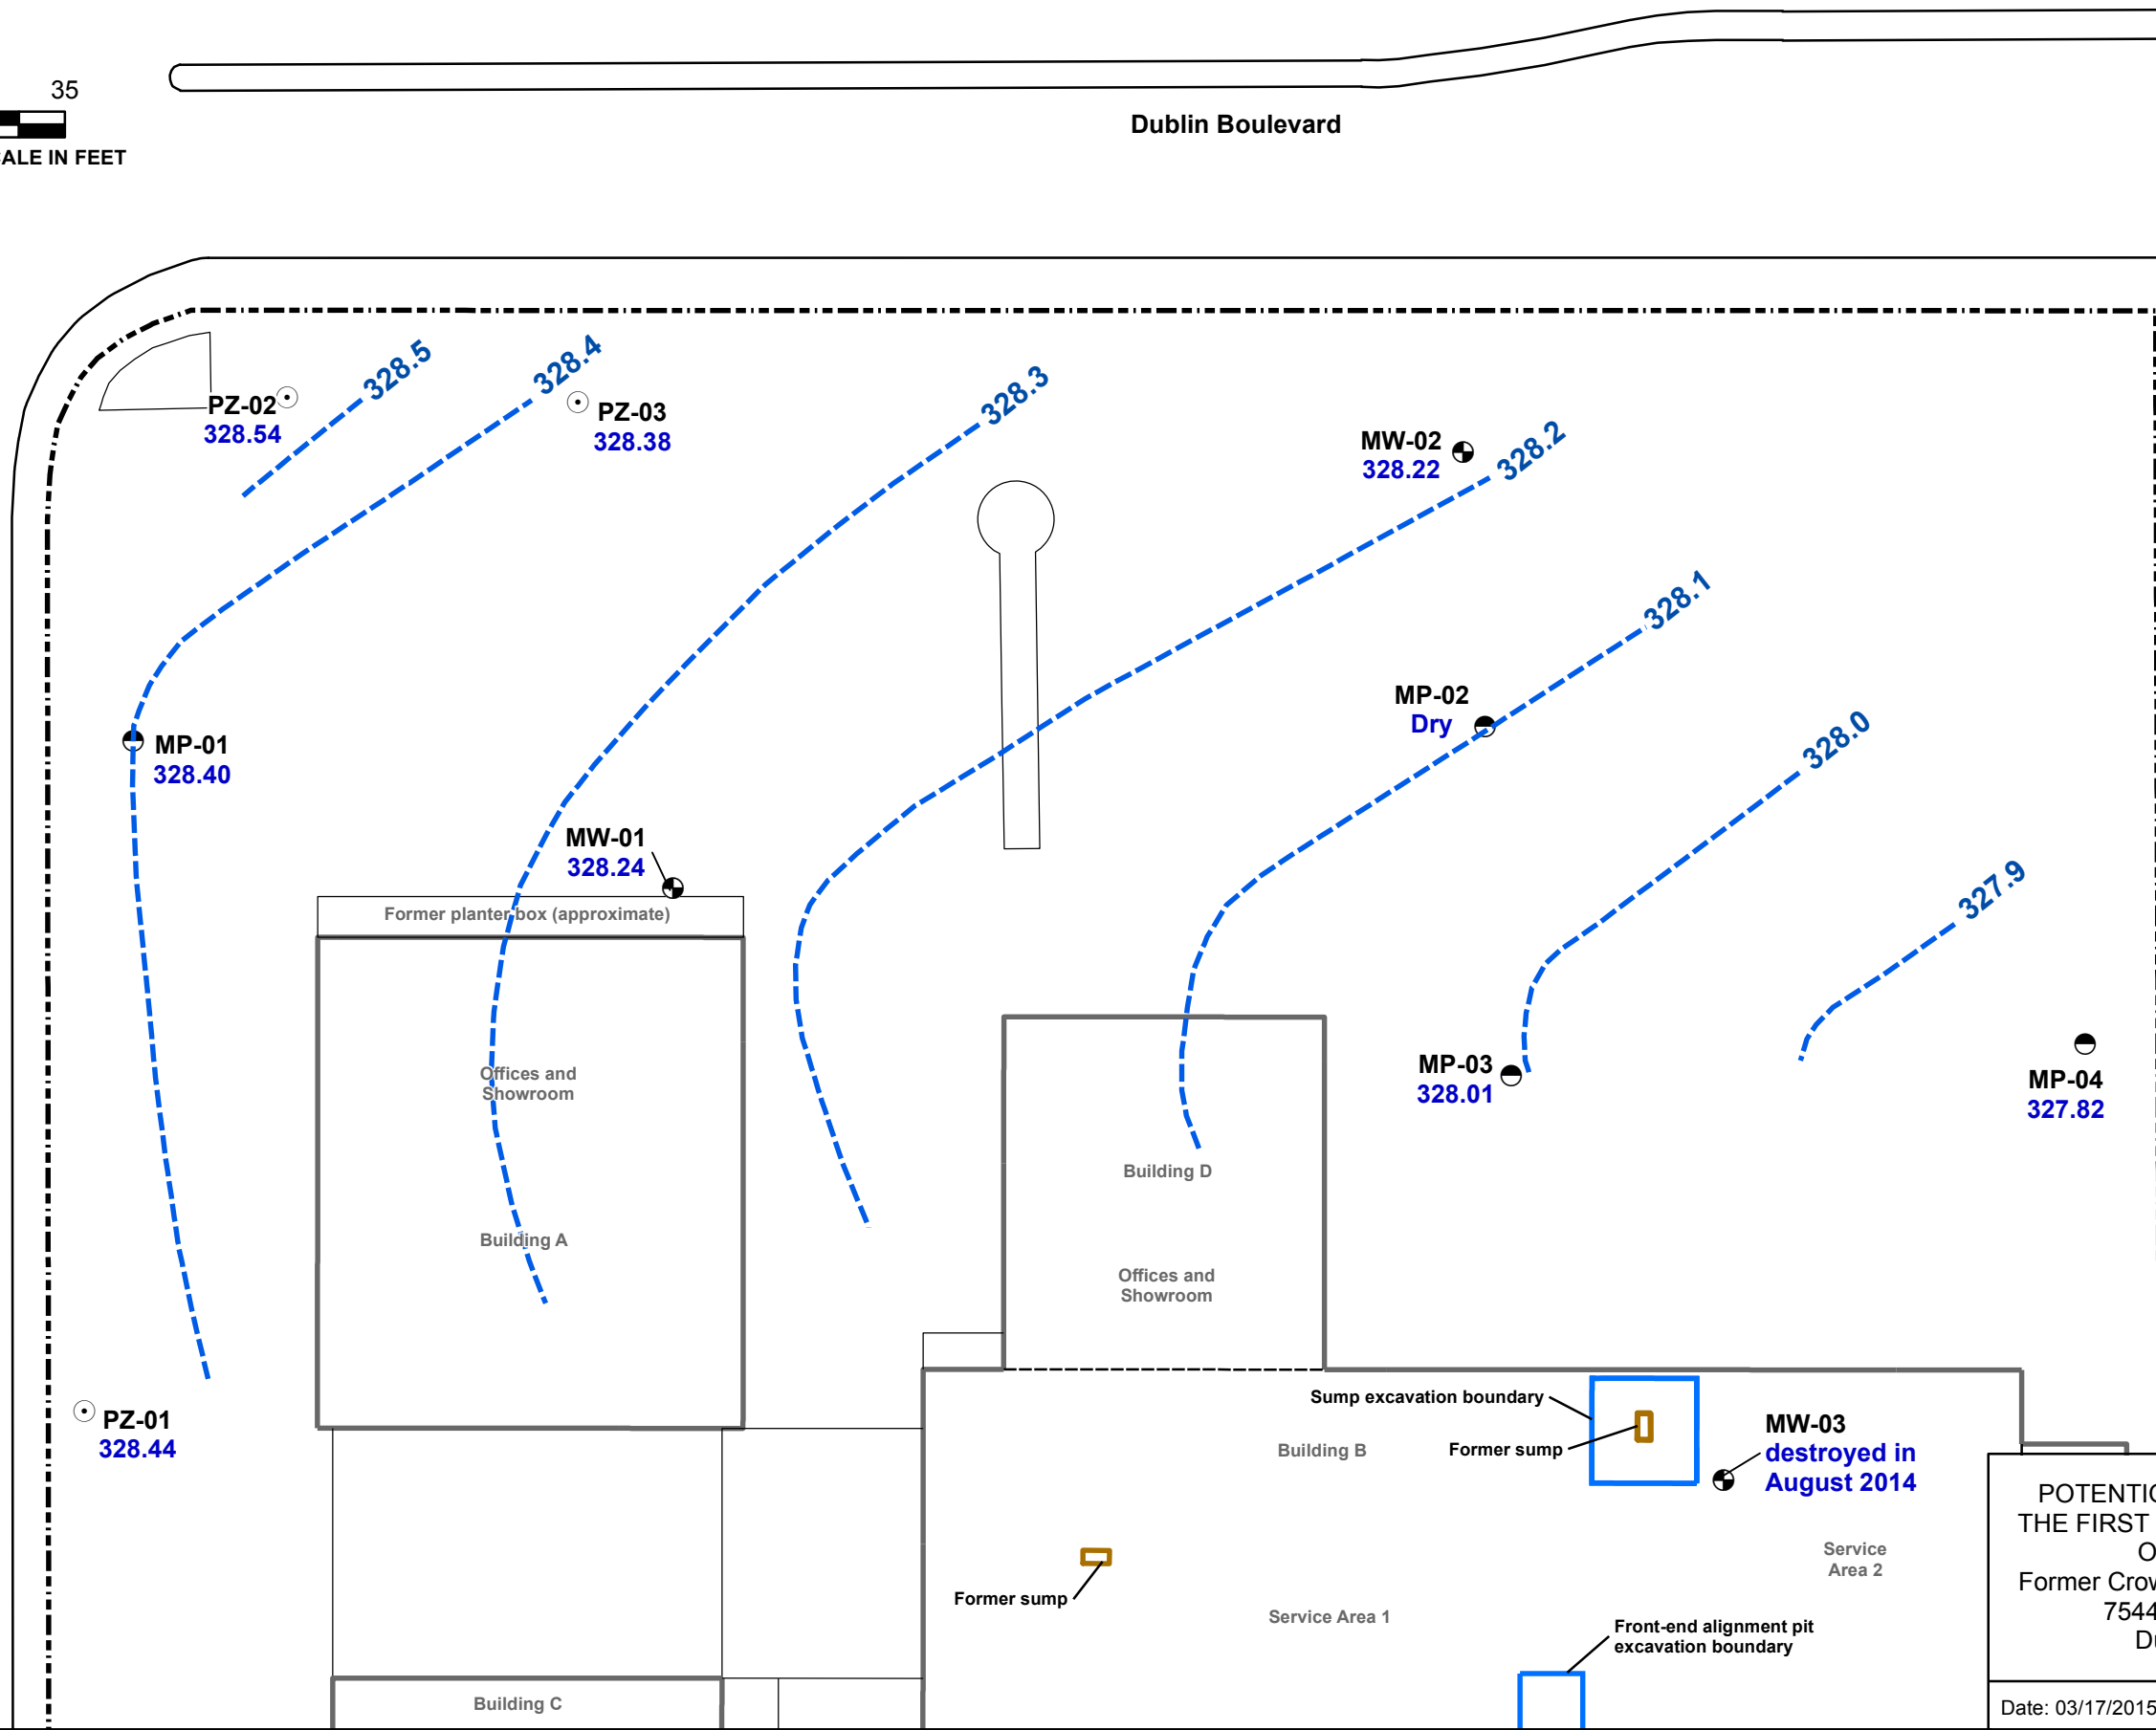 35
ALE IN FEET
Dublin Boulevard
328.5
328.4
328.3
328.2
328.1
328.0
327.9
PZ-02
328.54
PZ-03
328.38
MW-02
328.22
MP-01
328.40
MP-02
Dry
MW-01
328.24
Former planter box (approximate)
Offices and
Showroom
Building A
MP-03
328.01
MP-04
327.82
Building D
Offices and
Showroom
PZ-01
328.44
Sump excavation boundary
Former sump
Building B
MW-03
destroyed in
August 2014
Service
Area 2
Former sump
Service Area 1
Front-end alignment pit
excavation boundary
Building C
THE FIRST
7544
Date: 03/17/2015